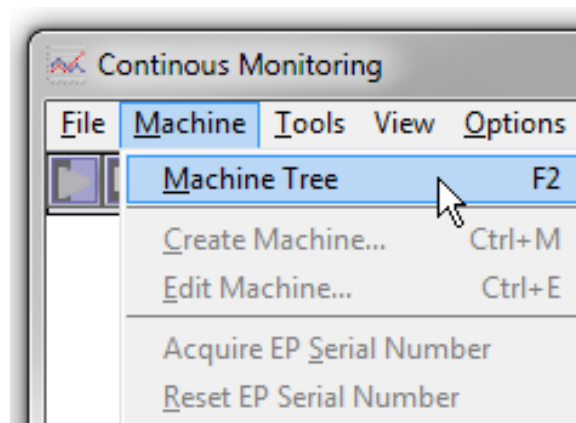 Continous Monitoring
File Machine Tools View Options
Machine Tree F2
Create Machine... Ctrl+M
Edit Machine... Ctrl+E
Acquire EP Serial Number
Reset EP Serial Number